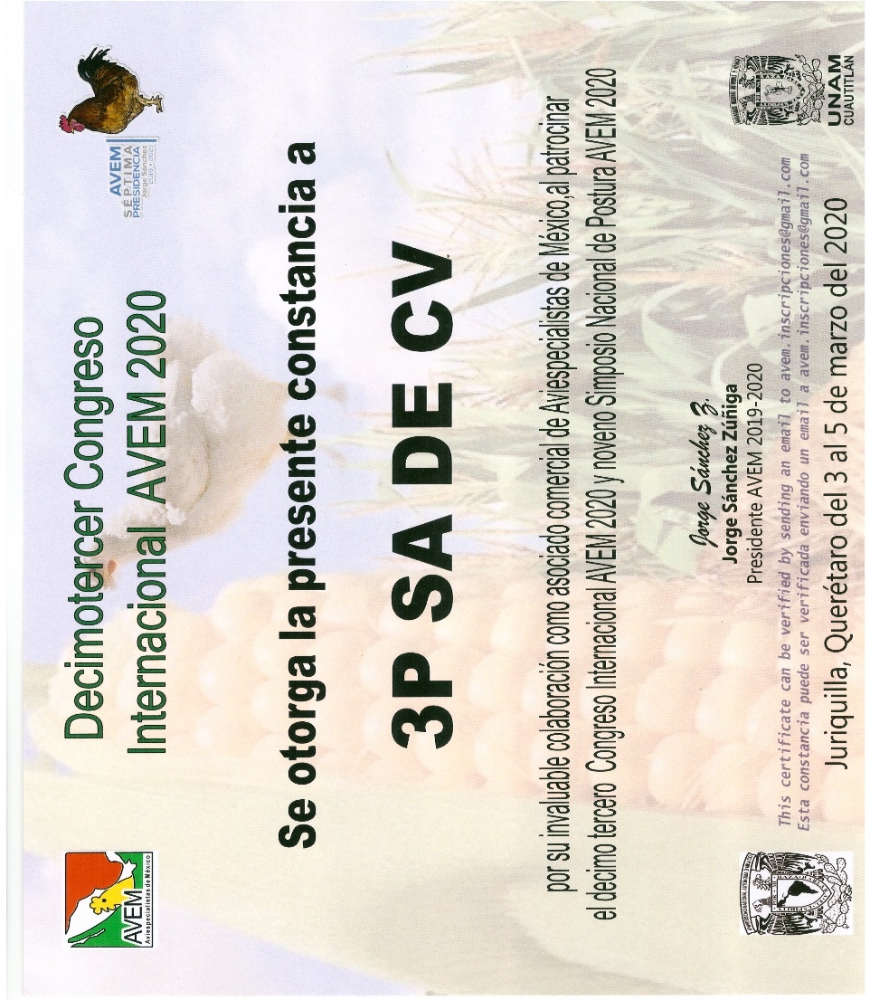 AVEM
Aviespecialistas de México
Decimotercer Congreso
Internacional AVEM 2020
AVEM
SÉPTIMA
PRESIDENCIA
Jorge Sánchez
2019 - 2021
Se otorga la presente constancia a
3P SA DE CV.
por su invaluable colaboración como asociado comercial de Aviespecialistas de México,al patrocinar
el decimo tercero Congreso Internacional AVEM 2020 y noveno Simposio Nacional de Postura AVEM 2020
Jorge Sánchez Z.
Jorge Sánchez Zúñiga
Presidente AVEM 2019-2020
This certificate can be verified by sending an email to avem.inscripciones@gmail.com
Esta constancia puede ser verificada enviando un email a avem.inscripciones@gmail.com
Juriquilla, Querétaro del 3 al 5 de marzo del 2020
UNAM
CUAUTITLÁN